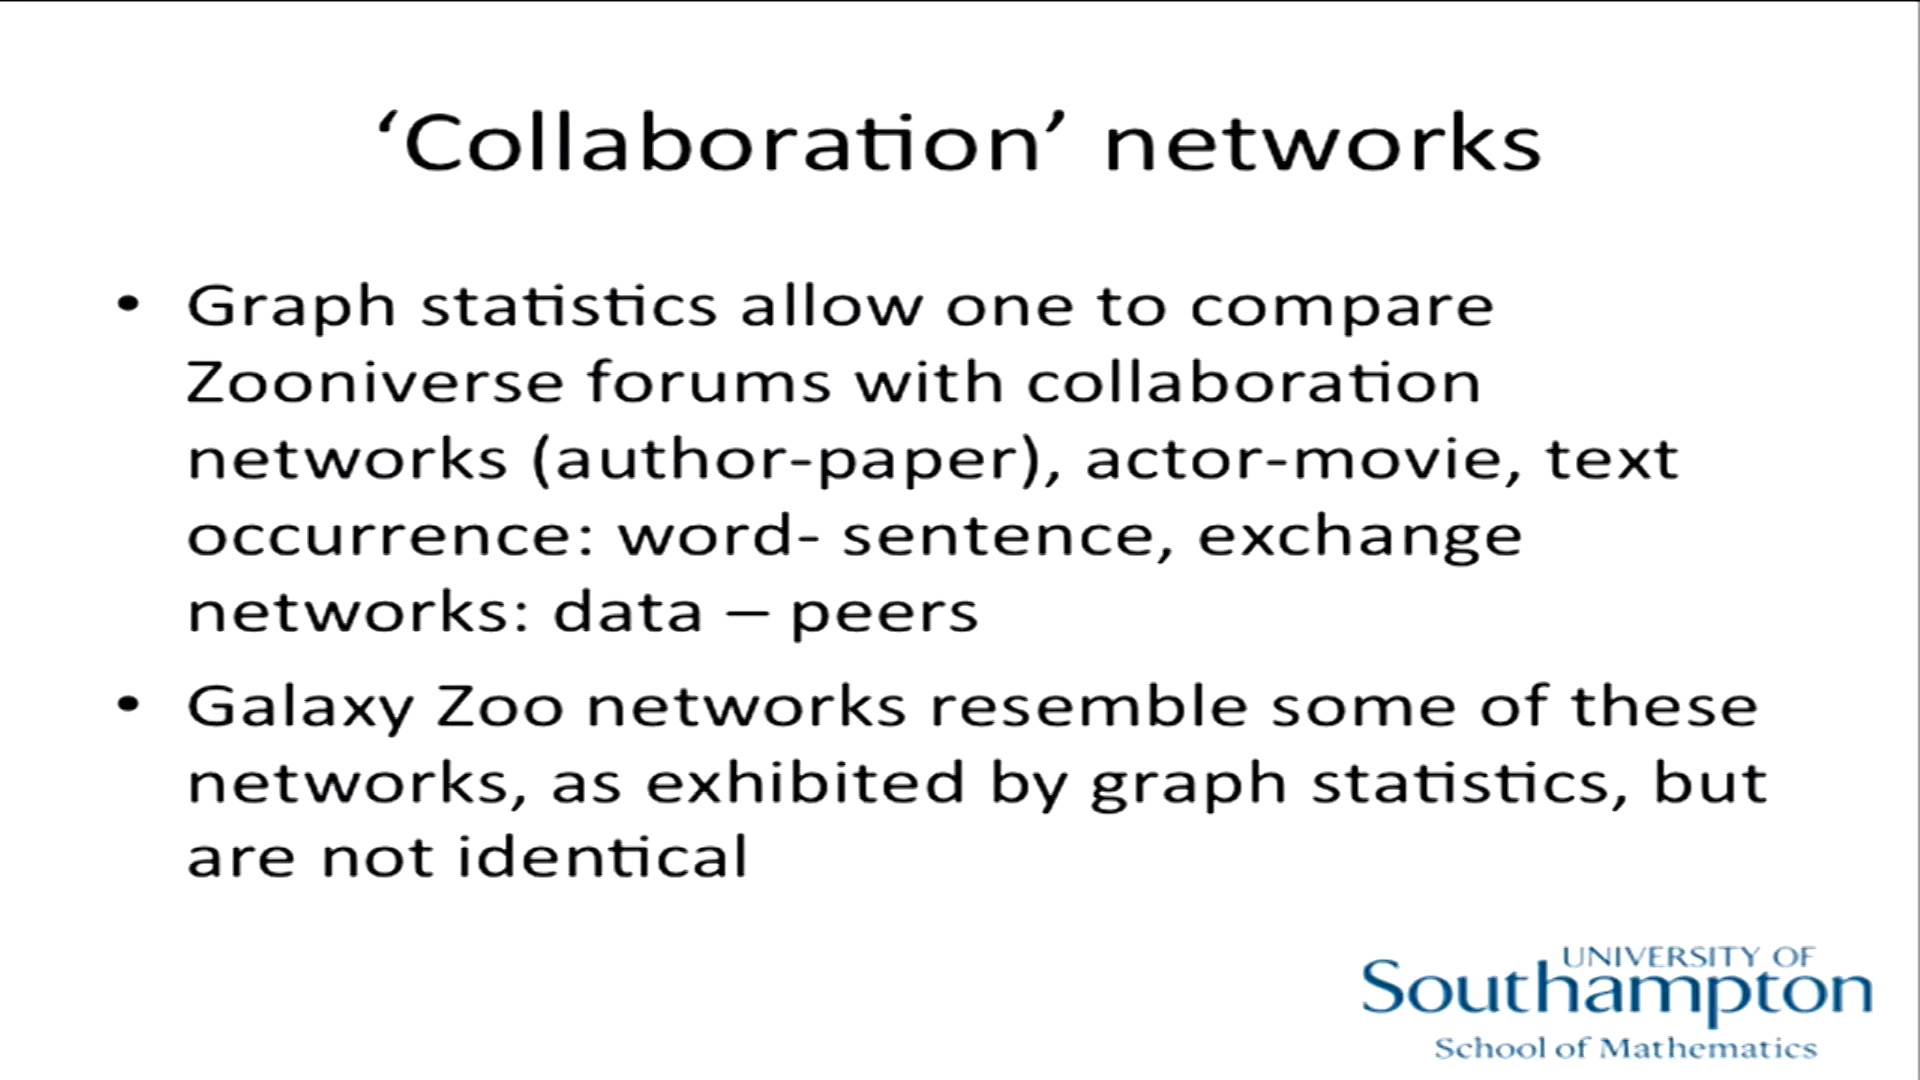 ‘Collaboration’ networks
• Graph statistics allow one to compare
Zooniverse forums with collaboration
networks (author-paper), actor-movie, text
occurrence: word- sentence, exchange
networks: data – peers
• Galaxy Zoo networks resemble some of these
networks, as exhibited by graph statistics, but
are not identical
UNIVERSITY OF
Southampton
School of Mathematics